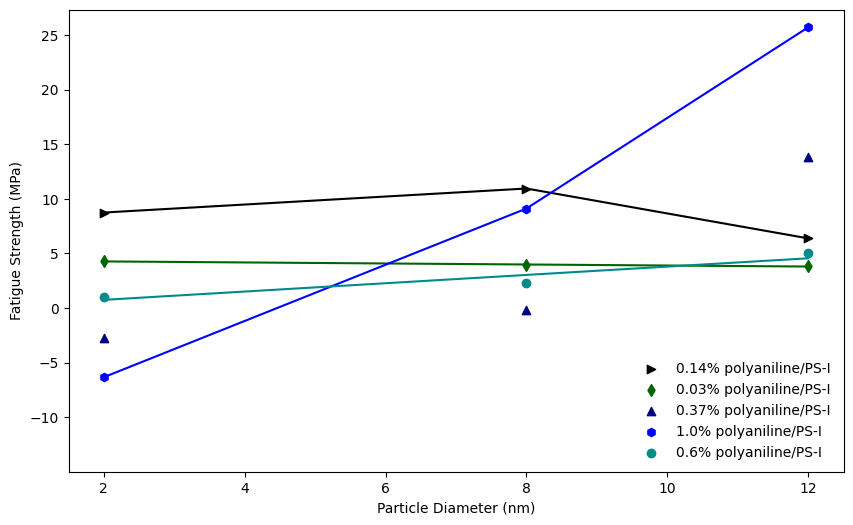 25
20
15
10
5
0
−5
−10
2
4
6
8
10
12
Fatigue Strength (MPa)
Particle Diameter (nm)
0.14% polyaniline/PS-I
0.03% polyaniline/PS-I
0.37% polyaniline/PS-I
1.0% polyaniline/PS-I
0.6% polyaniline/PS-I